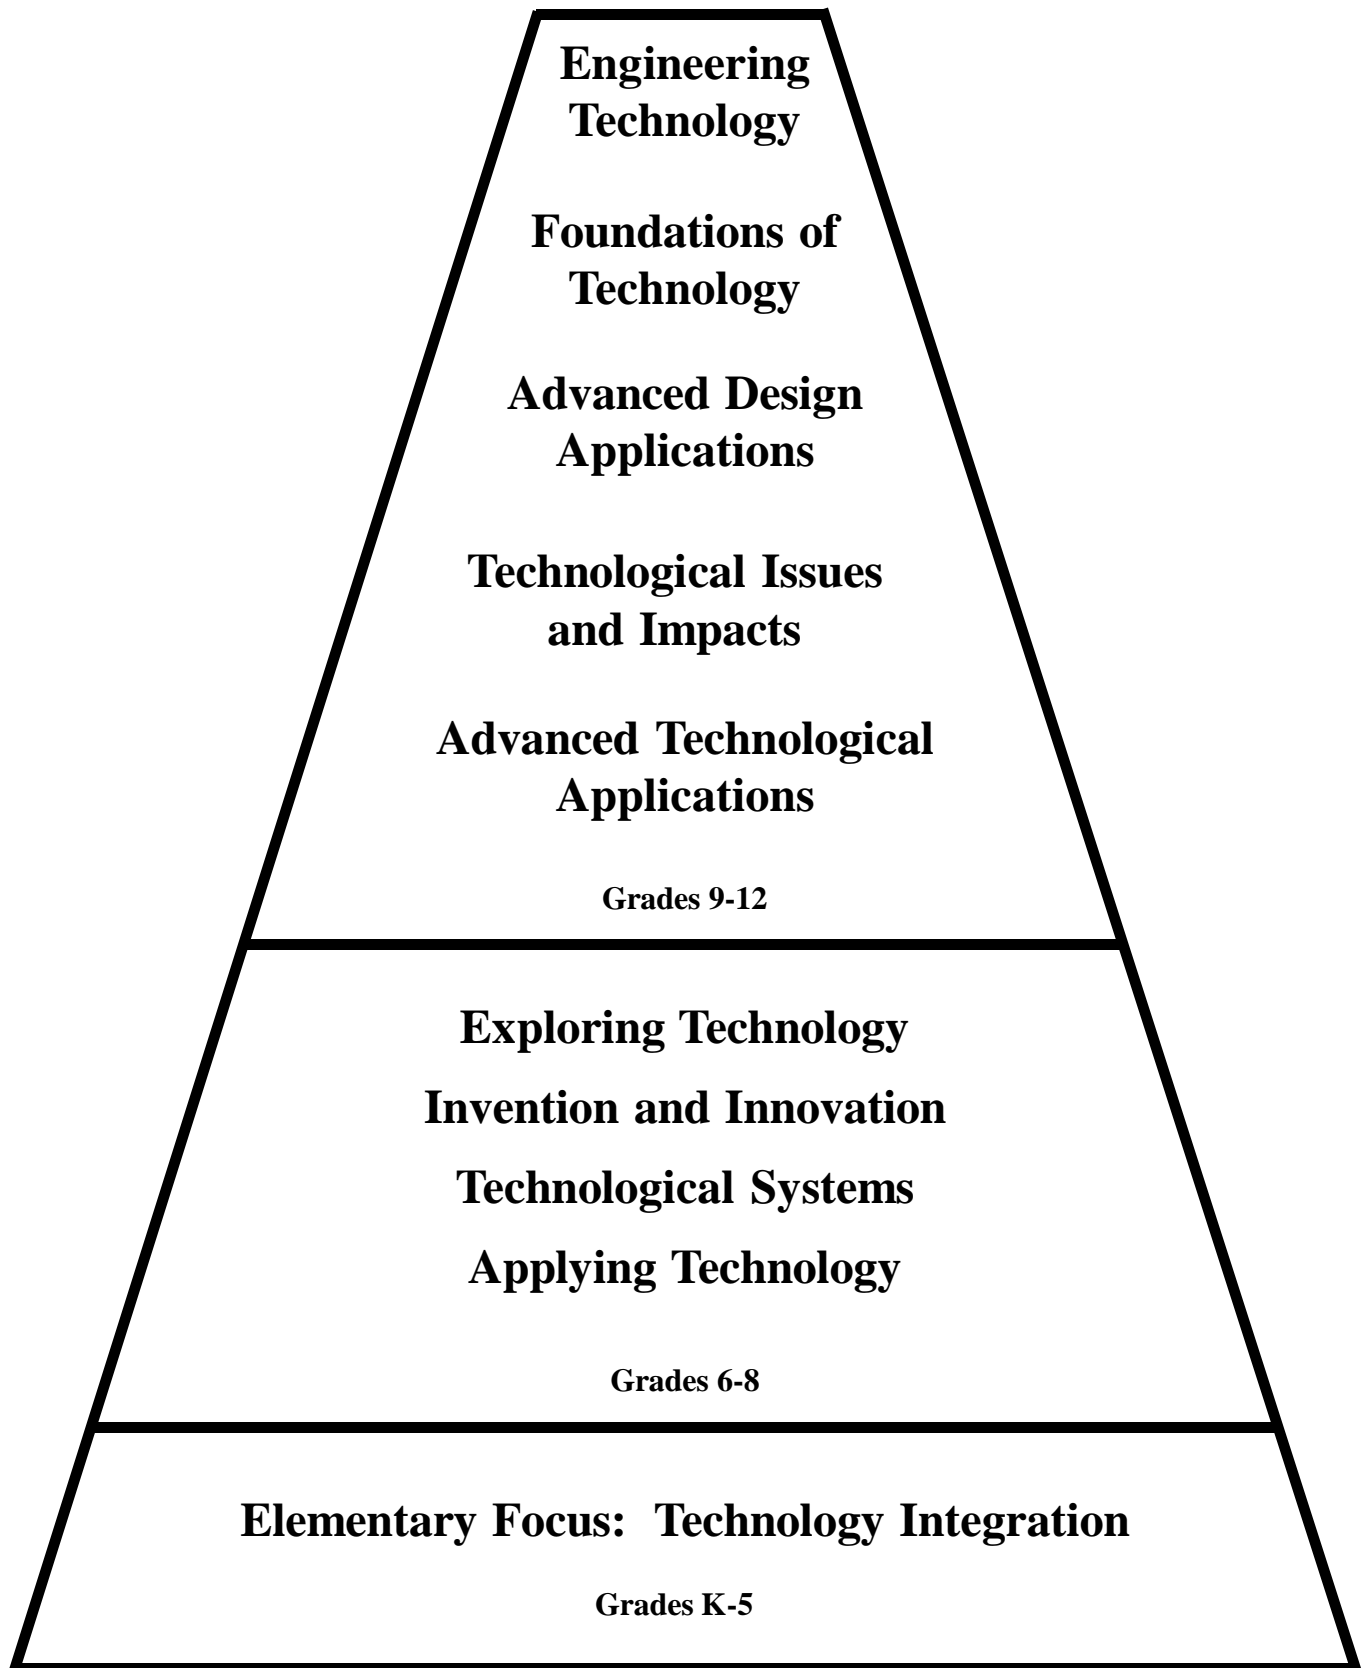 Engineering
Technology
Foundations of
Technology
Advanced Design
Applications
Technological Issues
and Impacts
Advanced Technological
Applications
Grades 9-12
Exploring Technology
Invention and Innovation
Technological Systems
Applying Technology
Grades 6-8
Elementary Focus:  Technology Integration
Grades K-5